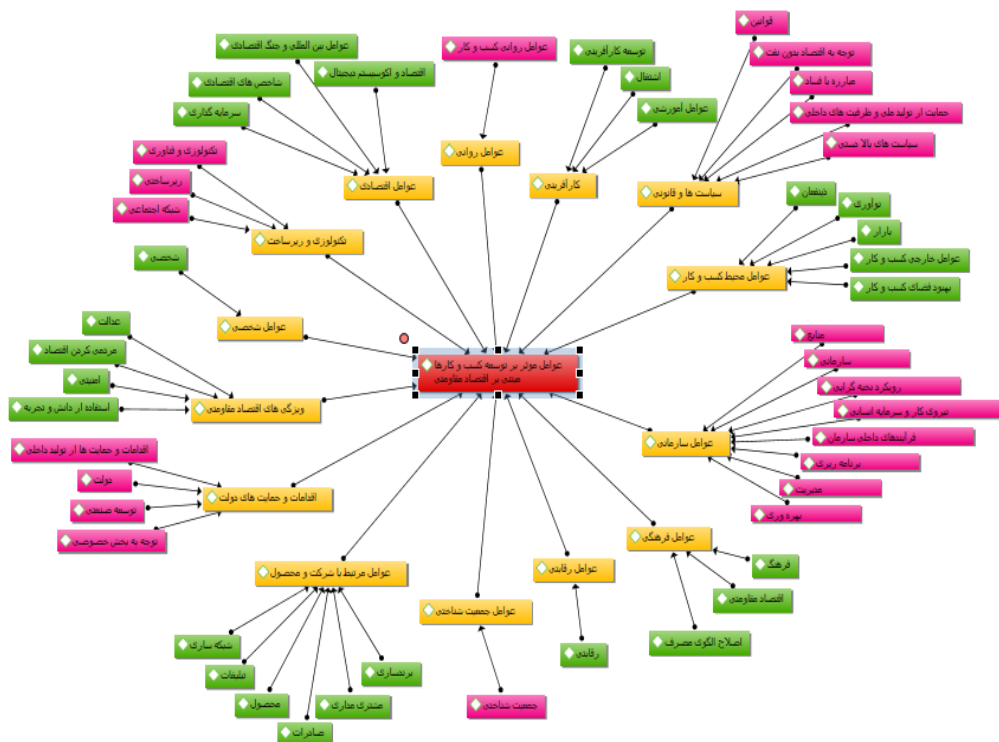 قوانین
عوامل روانی کسب و کار
عوامل بین المللی و جنگ اقتصادی
توسعه کارآفرینی
توجه به اقتصاد بدون نفت
اقتصاد و اکوسیستم دیجیتال
اشتغال
مبارزه با فساد
شاخص های اقتصادی
عوامل آموزشی
حمایت از تولید ملی و ظرفیت های داخلی
سرمایه گذاری
سیاست های بالا دستی
تکنولوژی و فناوری
عوامل روانی
زیرساختی
عوامل اقتصادی
کارآفرینی
سیاست ها و قانونی
ذینفعان
شبکه اجتماعی
نوآوری
بازار
تکنولوژی و زیرساخت
شخصی
عوامل خارجی کسب و کار
عوامل محیط کسب و کار
بهبود فضای کسب و کار
عدالت
عوامل شخصی
منابع
مردمی کردن اقتصاد
سازمانی
عوامل موثر بر توسعه کسب و کارها
مبتنی بر اقتصاد مقاومتی
امنیتی
رویکرد نخبه گرایی
استفاده از دانش و تجربه
ویژگی های اقتصاد مقاومتی
نیروی کار و سرمایه انسانی
فرآیندهای داخلی سازمان
عوامل سازمانی
اقدامات و حمایت ها از تولید داخلی
برنامه ریزی
دولت
مدیریت
اقدامات و حمایت های دولت
توسعه صنعتی
بهره وری
توجه به بخش خصوصی
عوامل فرهنگی
عوامل رقابتی
فرهنگ
عوامل مرتبط با شرکت و محصول
اقتصاد مقاومتی
عوامل جمعیت شناختی
شبکه سازی
اصلاح الگوی مصرف
رقابتی
تبلیغات
برندسازی
محصول
مشتری مداری
جمعیت شناختی
صادرات